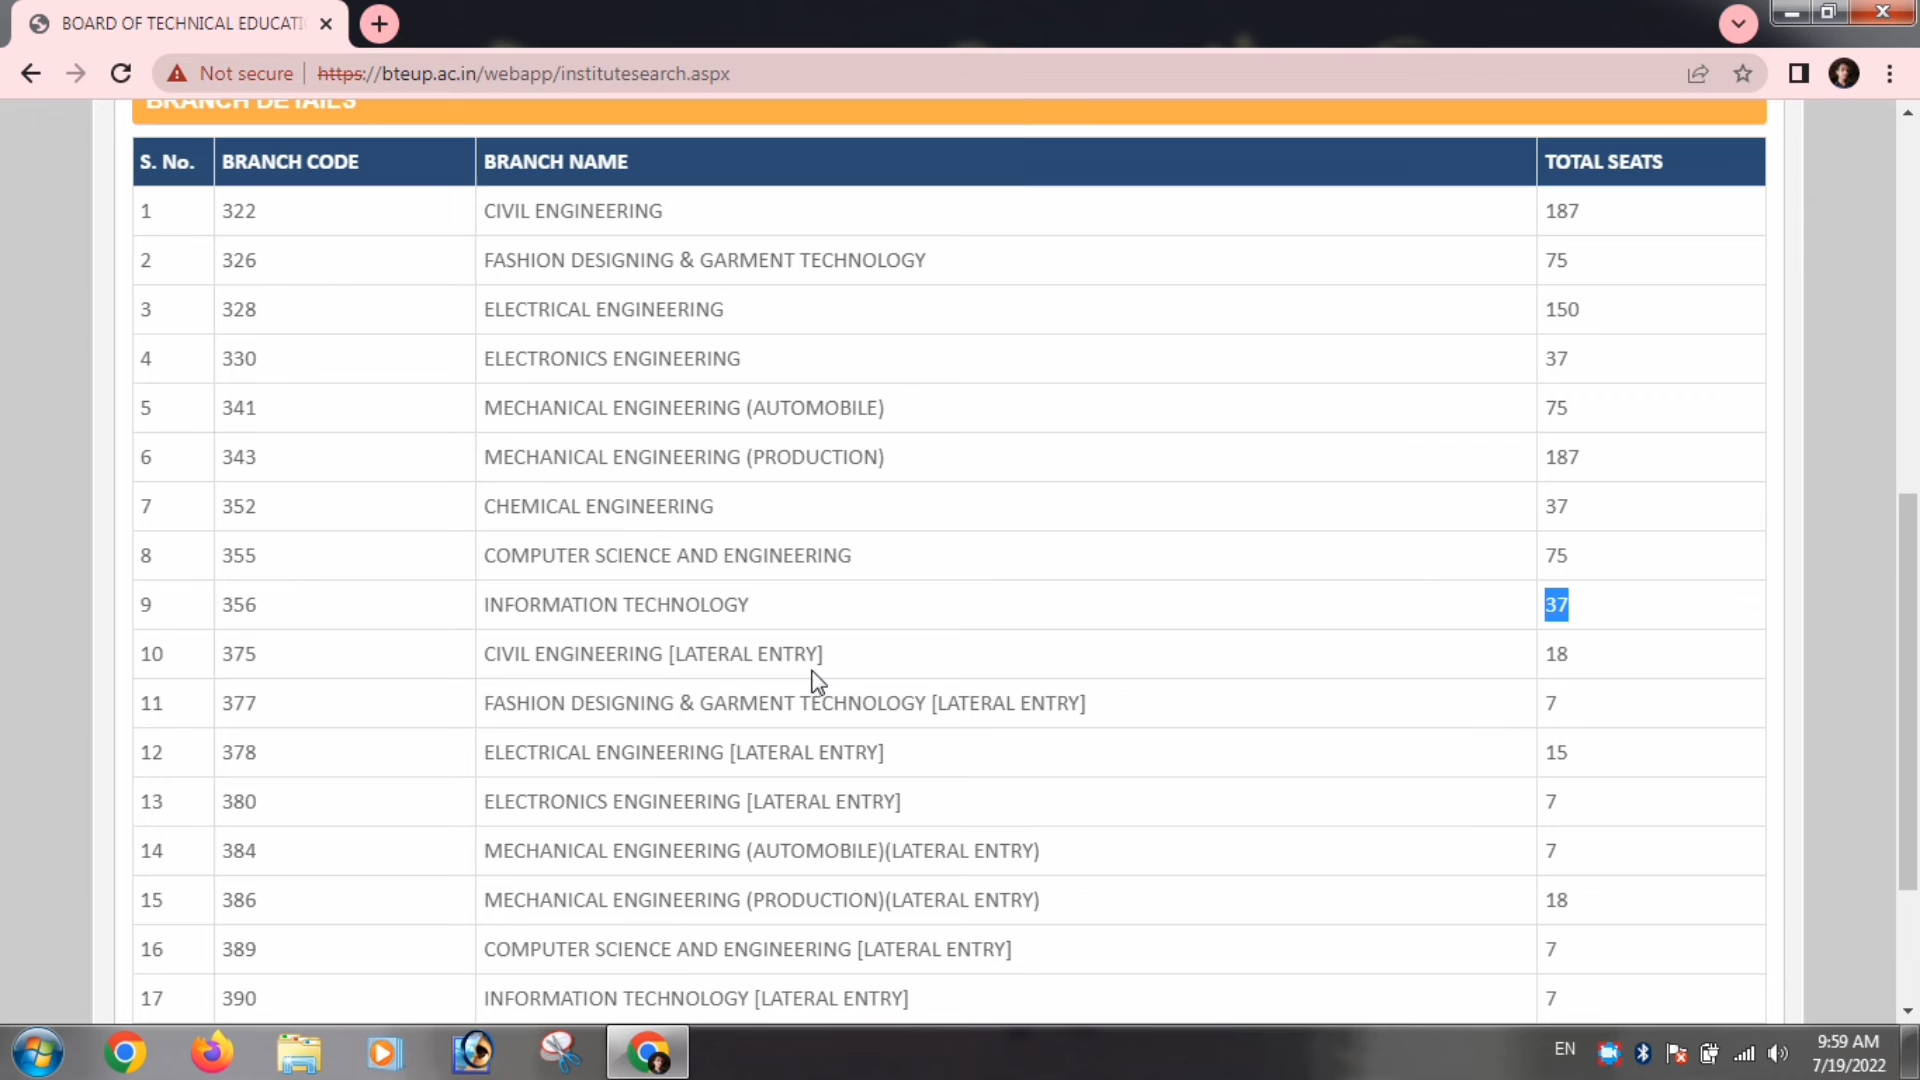 BOARD OF TECHNICAL EDUCATI
Not secure https://bteup.ac.in/webapp/institutesearch.aspx
BRANCH DETAILS
S. No. BRANCH CODE BRANCH NAME TOTAL SEATS
1 322 CIVIL ENGINEERING 187
2 326 FASHION DESIGNING & GARMENT TECHNOLOGY 75
3 328 ELECTRICAL ENGINEERING 150
4 330 ELECTRONICS ENGINEERING 37
5 341 MECHANICAL ENGINEERING (AUTOMOBILE) 75
6 343 MECHANICAL ENGINEERING (PRODUCTION) 187
7 352 CHEMICAL ENGINEERING 37
8 355 COMPUTER SCIENCE AND ENGINEERING 75
9 356 INFORMATION TECHNOLOGY 37
10 375 CIVIL ENGINEERING [LATERAL ENTRY] 18
11 377 FASHION DESIGNING & GARMENT TECHNOLOGY [LATERAL ENTRY] 7
12 378 ELECTRICAL ENGINEERING [LATERAL ENTRY] 15
13 380 ELECTRONICS ENGINEERING [LATERAL ENTRY] 7
14 384 MECHANICAL ENGINEERING (AUTOMOBILE)(LATERAL ENTRY) 7
15 386 MECHANICAL ENGINEERING (PRODUCTION)(LATERAL ENTRY) 18
16 389 COMPUTER SCIENCE AND ENGINEERING [LATERAL ENTRY] 7
17 390 INFORMATION TECHNOLOGY [LATERAL ENTRY] 7
EN 9:59 AM
7/19/2022